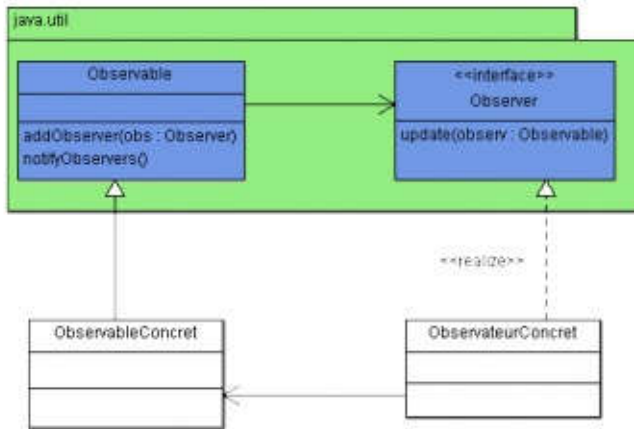 java.util
Observable
addObserver(obs : Observer)
notifyObservers()
<<interface>>
Observer
update(observ : Observable)
<<realize>>
ObservableConcret
ObservateurConcret